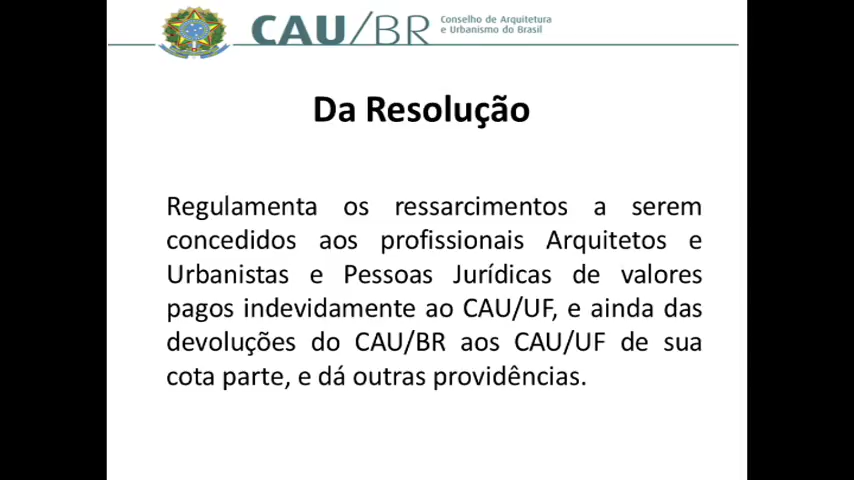 CAU/BR
Conselho de Arquitetura
e Urbanismo do Brasil
Da Resolução
Regulamenta os ressarcimentos a serem
concedidos aos profissionais Arquitetos e
Urbanistas e Pessoas Jurídicas de valores
pagos indevidamente ao CAU/UF, e ainda das
devoluções do CAU/BR aos CAU/UF de sua
cota parte, e dá outras providências.